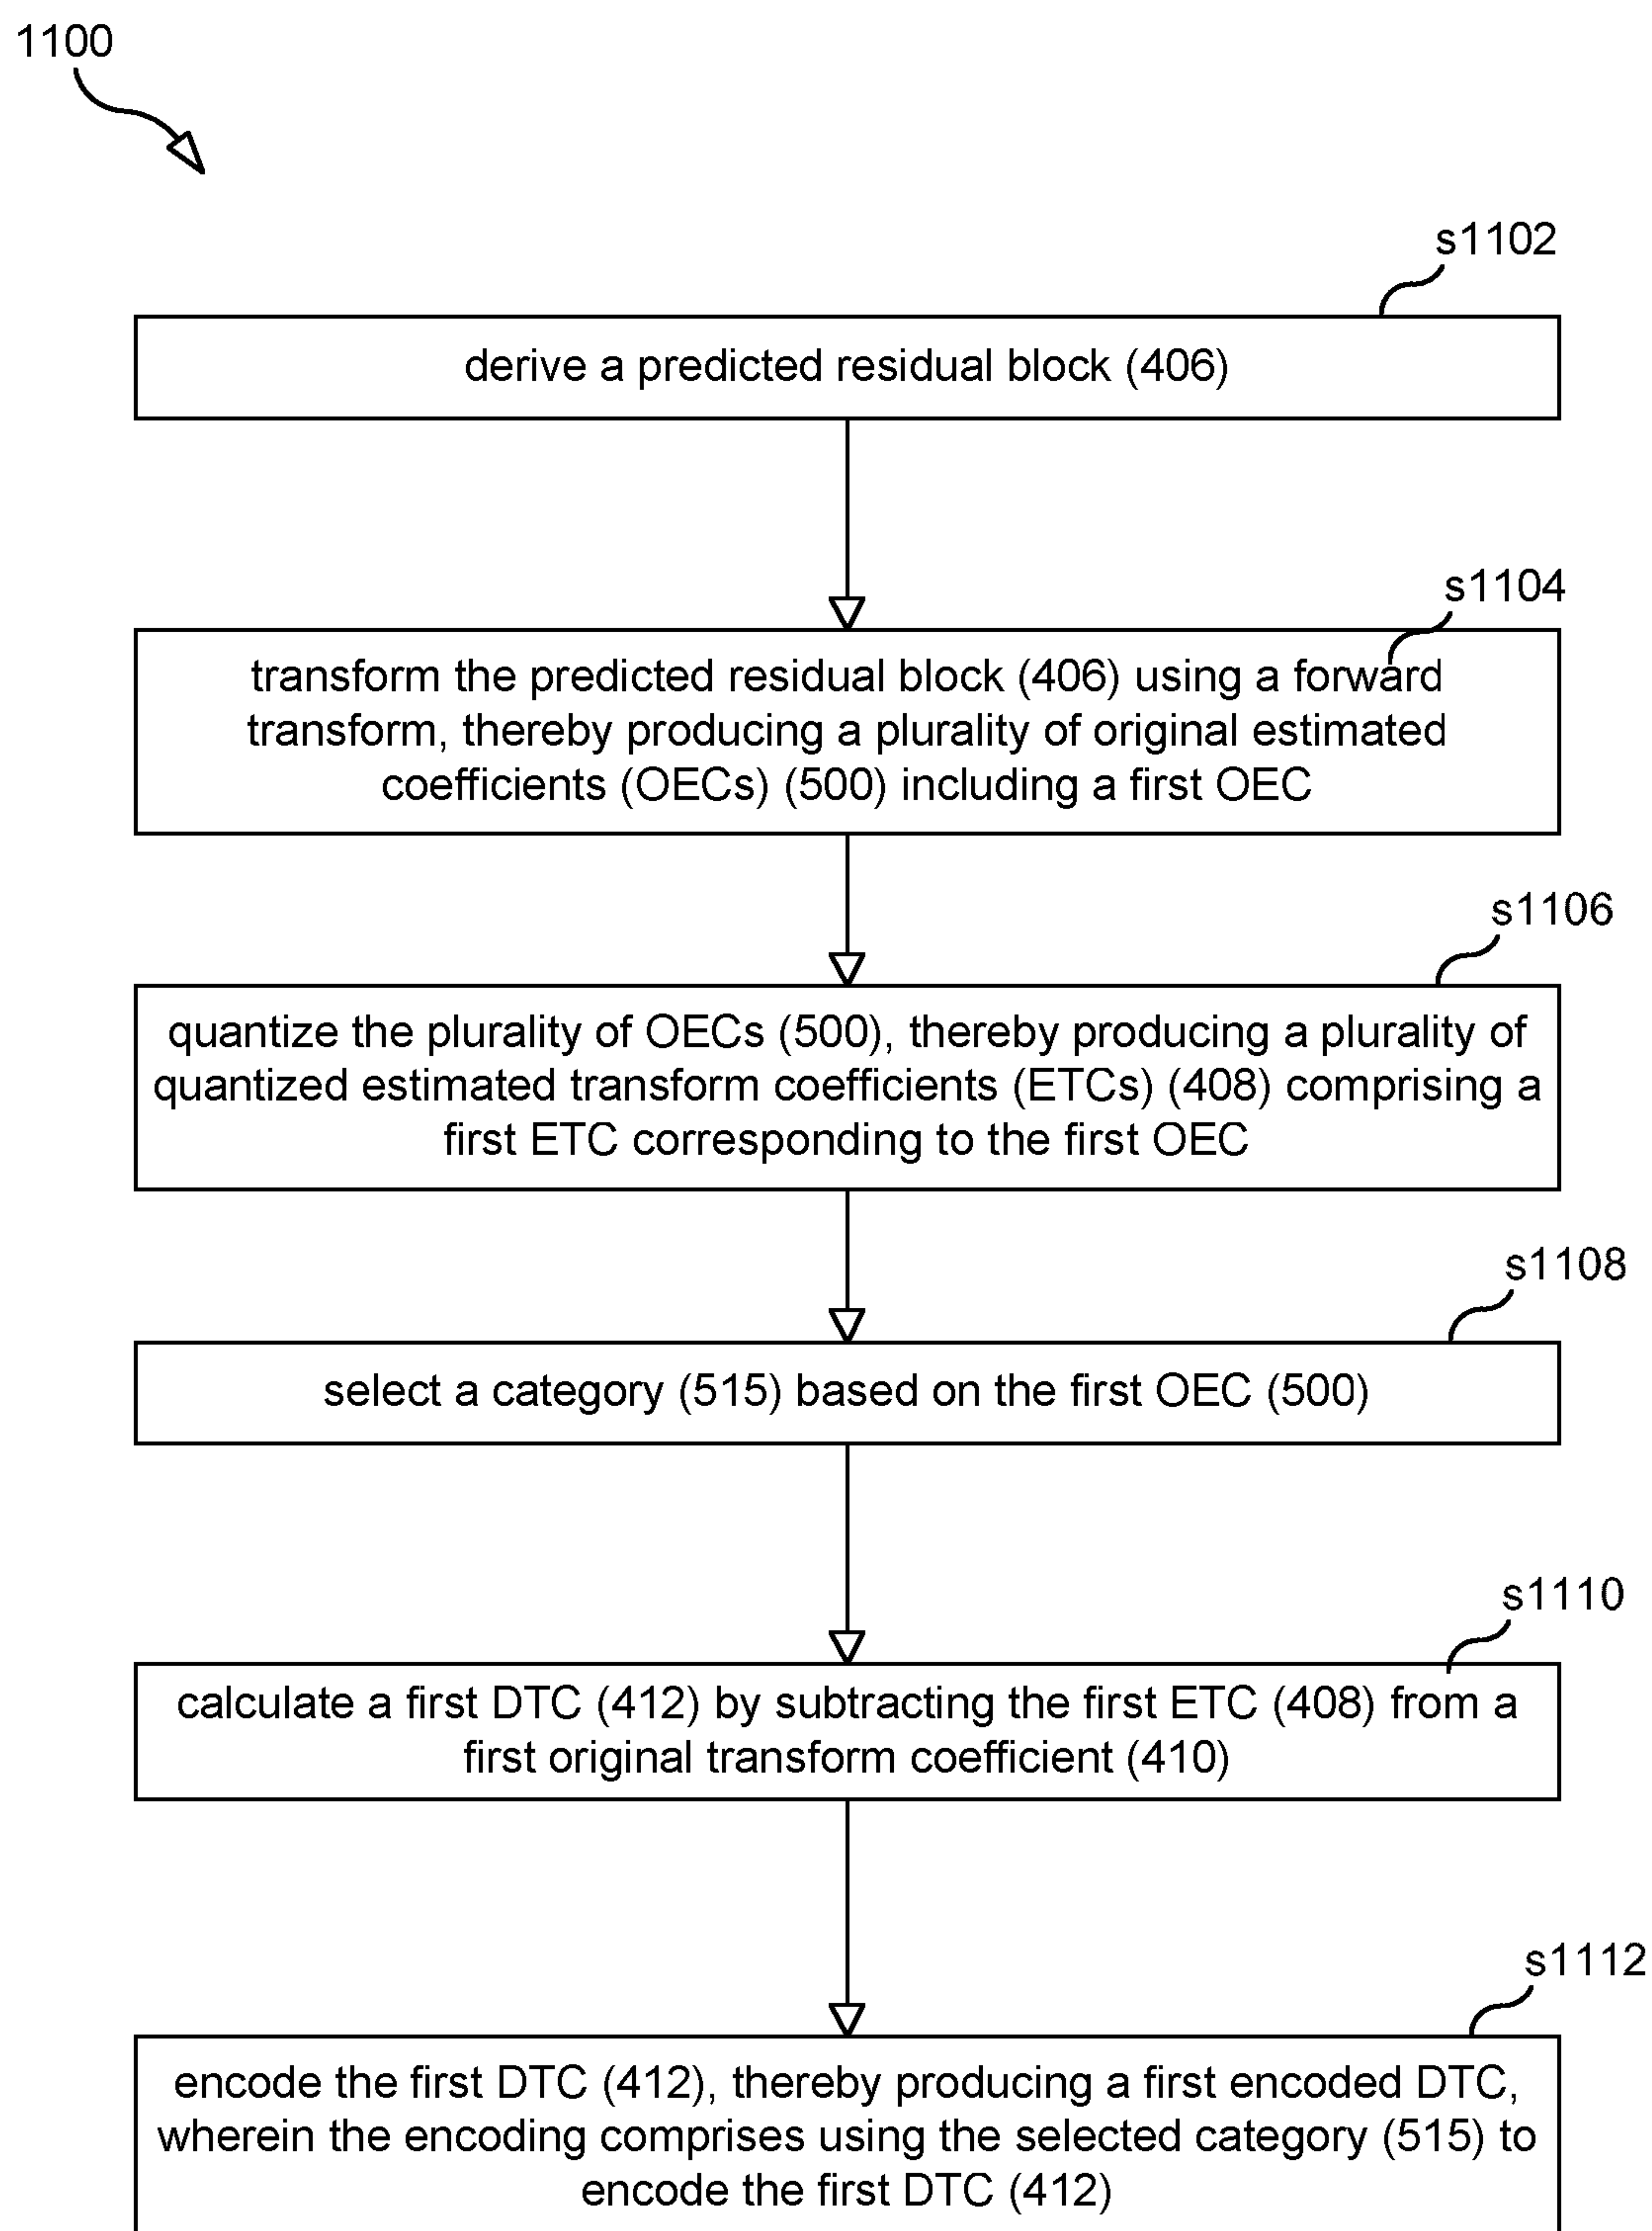 1100
s1102
derive a predicted residual block (406)
s1104
transform the predicted residual block (406) using a forward
transform, thereby producing a plurality of original estimated
coefficients (OECs) (500) including a first OEC
s1106
quantize the plurality of OECs (500), thereby producing a plurality of
quantized estimated transform coefficients (ETCs) (408) comprising a
first ETC corresponding to the first OEC
s1108
select a category (515) based on the first OEC (500)
s1110
calculate a first DTC (412) by subtracting the first ETC (408) from a
first original transform coefficient (410)
s1112
encode the first DTC (412), thereby producing a first encoded DTC,
wherein the encoding comprises using the selected category (515) to
encode the first DTC (412)